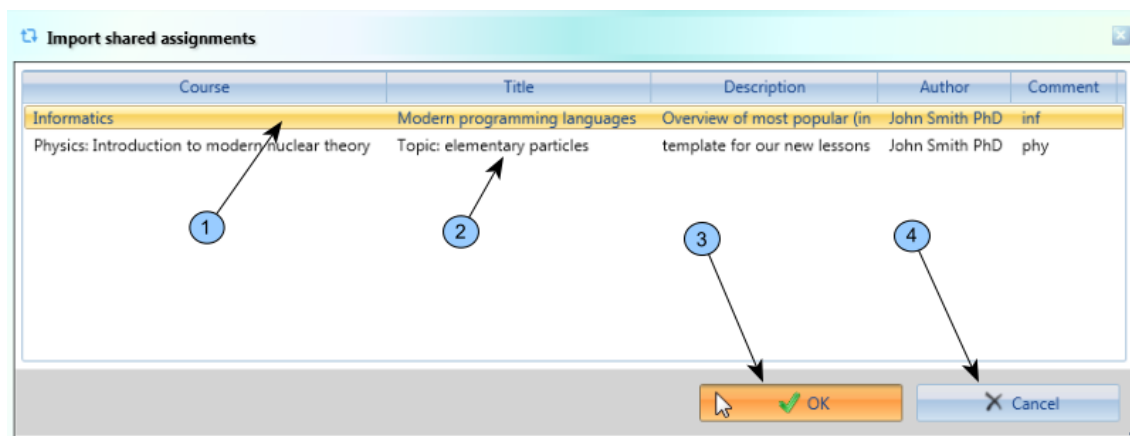 Import shared assignments
Course Title Description Author Comment
Informatics Modern programming languages Overview of most popular (in John Smith PhD inf
Physics: Introduction to modern nuclear theory Topic: elementary particles template for our new lessons John Smith PhD phy
1 2 3 4
OK Cancel